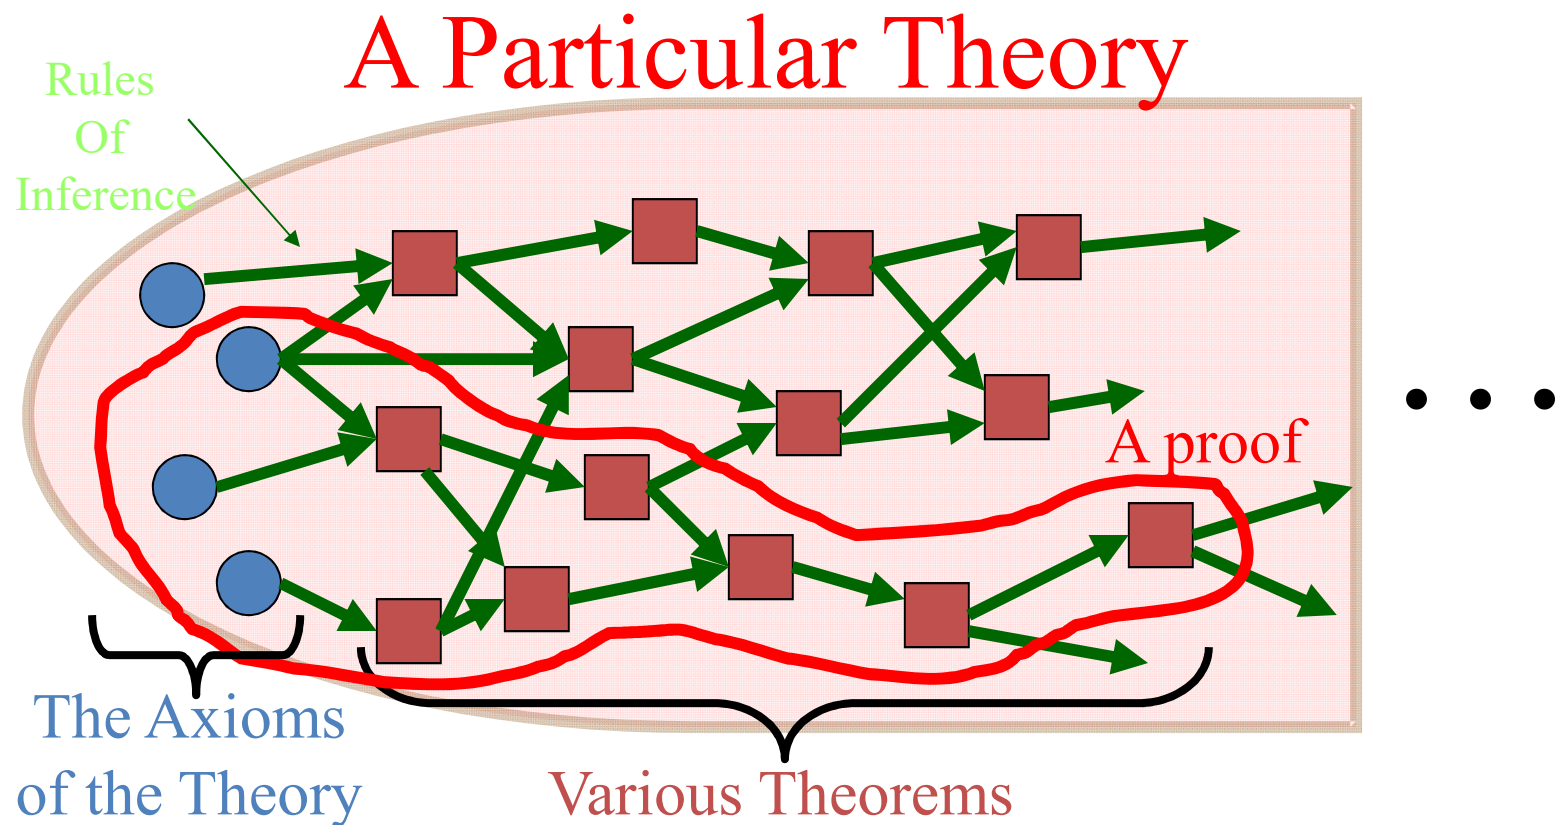 A Particular Theory
Rules
Of
Inference
A proof
The Axioms
of the Theory
Various Theorems